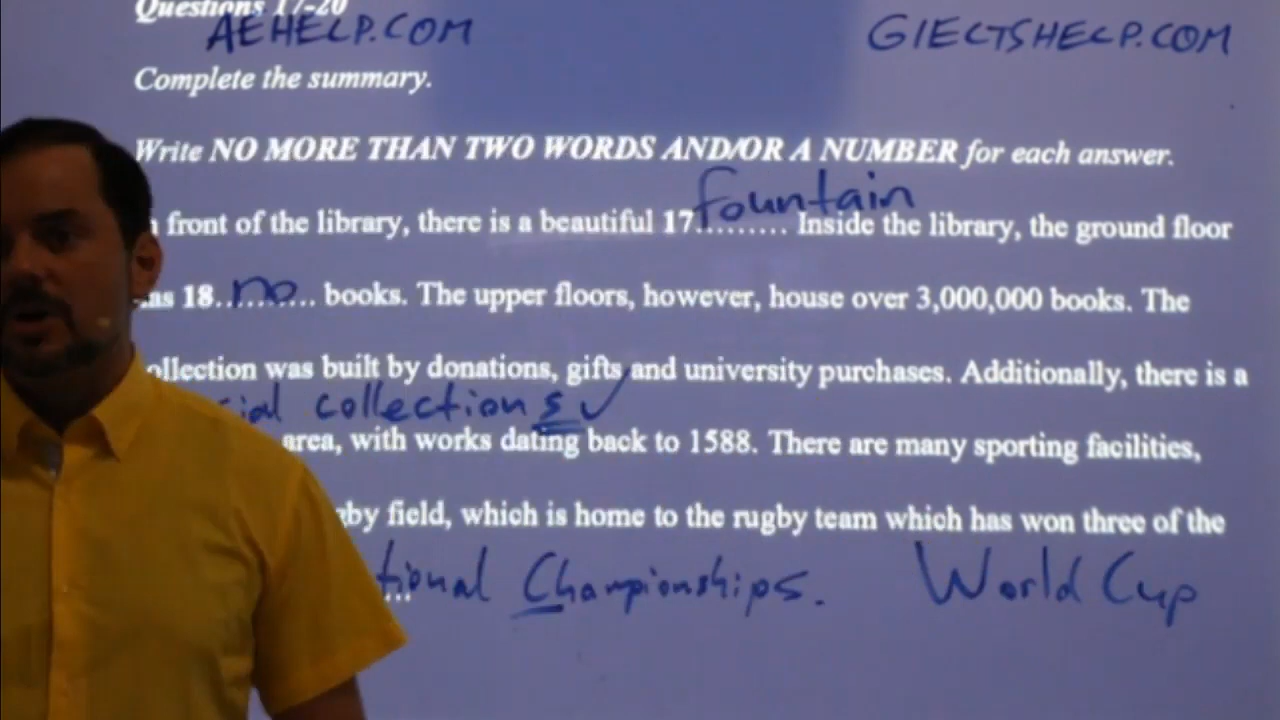 Questions 17-20
AEHELP.COM GIELTSHELP.COM
Complete the summary.
Write NO MORE THAN TWO WORDS AND/OR A NUMBER for each answer.
fountain
front of the library, there is a beautiful 17......... Inside the library, the ground floor
18.......... books. The upper floors, however, house over 3,000,000 books. The
no
ollection was built by donations, gifts and university purchases. Additionally, there is a
ial collections ✓
area, with works dating back to 1588. There are many sporting facilities,
gby field, which is home to the rugby team which has won three of the
tional Championships. World Cup